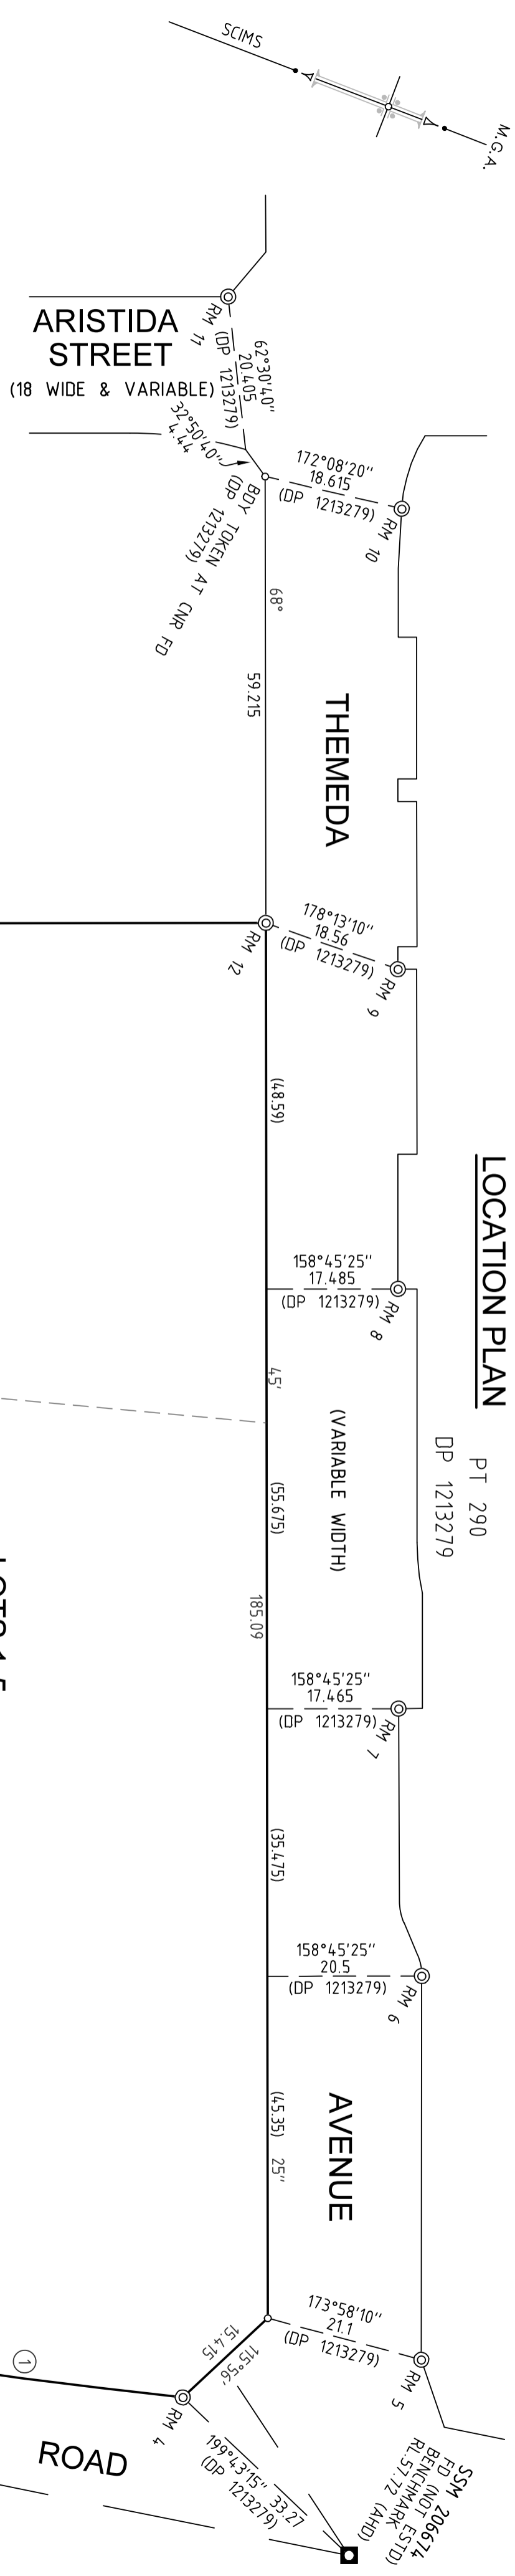 SCIMS
M.G.A.
RM 11
62°30'40"
20.405
(DP 1213279)
ARISTIDA
STREET
(18 WIDE & VARIABLE)
32°50'40"
4.44
172°08'20"
18.615
(DP 1213279)
RM 10
BDY TOKEN AT CNR FD
(DP 1213279)
68°
59.215
THEMEDA
178°13'10"
18.56
(DP 1213279)
RM 12
RM 9
(48.59)
LOCATION PLAN
158°45'25"
17.485
(DP 1213279)
RM 8
45'
(VARIABLE WIDTH)
PT 290
DP 1213279
(55.675)
185.09
158°45'25"
17.465
(DP 1213279)
RM 7
(35.475)
158°45'25"
20.5
(DP 1213279)
RM 6
AVENUE
(45.35)
25"
173°58'10"
21.1
(DP 1213279)
RM 5
15.415
115°56'
1
RM 4
199°43'15" 33.27
(DP 1213279)
ROAD
SSM 206674
FD (NOT ESTD)
BENCHMARK
RL.57.72 (AHD)